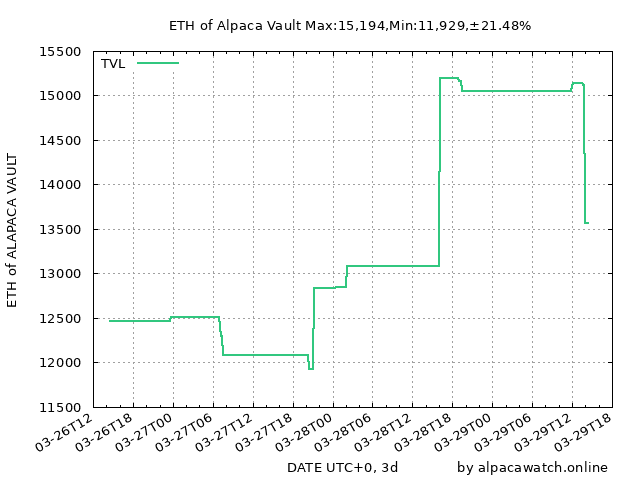 ETH of Alpaca Vault Max:15,194,Min:11,929,±21.48%
TVL
15500
15000
14500
14000
13500
13000
12500
12000
11500
ETH of ALAPACA VAULT
03-26T12
03-26T18
03-27T00
03-27T06
03-27T12
03-27T18
03-28T00
03-28T06
03-28T12
03-28T18
03-29T00
03-29T06
03-29T12
03-29T18
DATE UTC+0, 3d
by alpacawatch.online